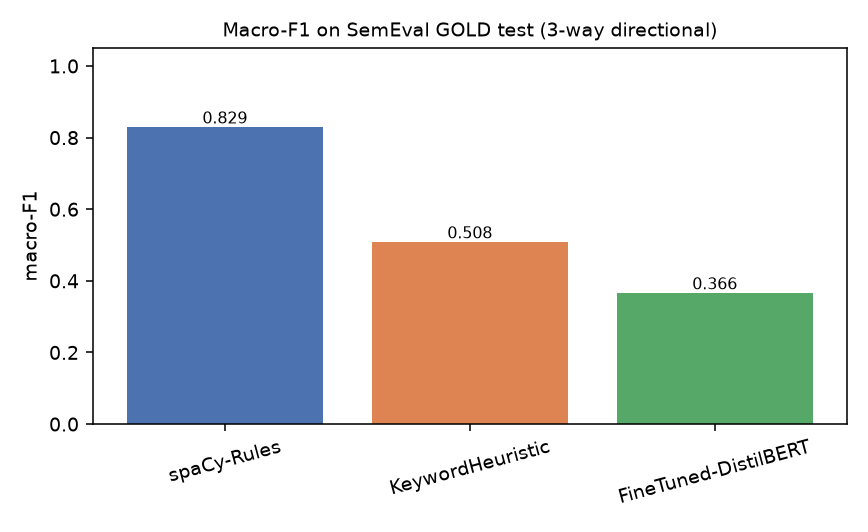 Macro-F1 on SemEval GOLD test (3-way directional)
macro-F1
1.0
0.8
0.6
0.4
0.2
0.0
0.829
0.508
0.366
spaCy-Rules
KeywordHeuristic
FineTuned-DistilBERT